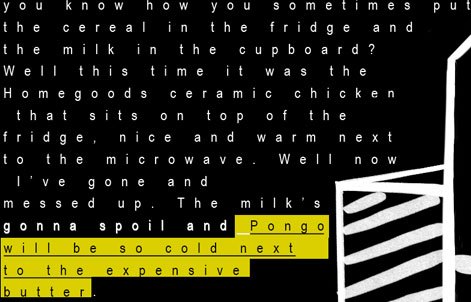 you know how you sometimes put
the cereal in the fridge and
the milk in the cupboard?
Well this time it was the
Homegoods ceramic chicken
that sits on top of the
fridge, nice and warm next
to the microwave. Well now
I've gone and
messed up. The milk's
gonna spoil and Pongo
will be so cold next
to the expensive
butter.